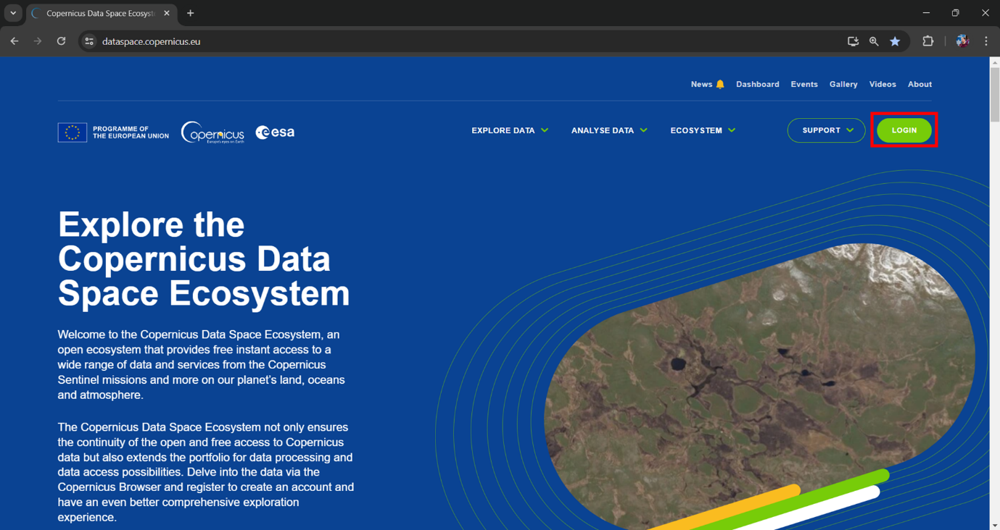 Copernicus Data Space Ecosyst
dataspace.copernicus.eu
News Dashboard Events Gallery Videos About
PROGRAMME OF
THE EUROPEAN UNION
opernicus
Europe's eyes on Earth
esa
EXPLORE DATA ANALYSE DATA ECOSYSTEM SUPPORT LOGIN
Explore the
Copernicus Data
Space Ecosystem
Welcome to the Copernicus Data Space Ecosystem, an
open ecosystem that provides free instant access to a
wide range of data and services from the Copernicus
Sentinel missions and more on our planet's land, oceans
and atmosphere.
The Copernicus Data Space Ecosystem not only ensures
the continuity of the open and free access to Copernicus
data but also extends the portfolio for data processing and
data access possibilities. Delve into the data via the
Copernicus Browser and register to create an account and
have an even better comprehensive exploration
experience.